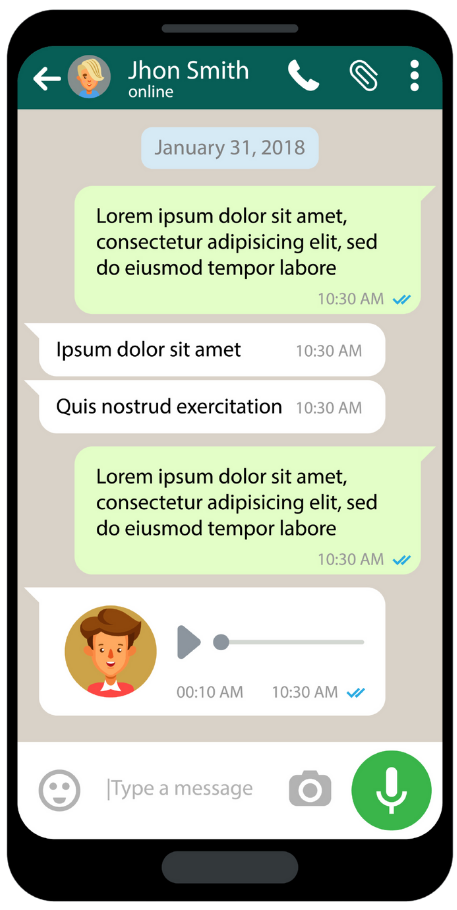 Jhon Smith
online
January 31, 2018
Lorem ipsum dolor sit amet,
consectetur adipisicing elit, sed
do eiusmod tempor labore
10:30 AM
Ipsum dolor sit amet 10:30 AM
Quis nostrud exercitation 10:30 AM
Lorem ipsum dolor sit amet,
consectetur adipisicing elit, sed
do eiusmod tempor labore
10:30 AM
00:10 AM 10:30 AM
Type a message